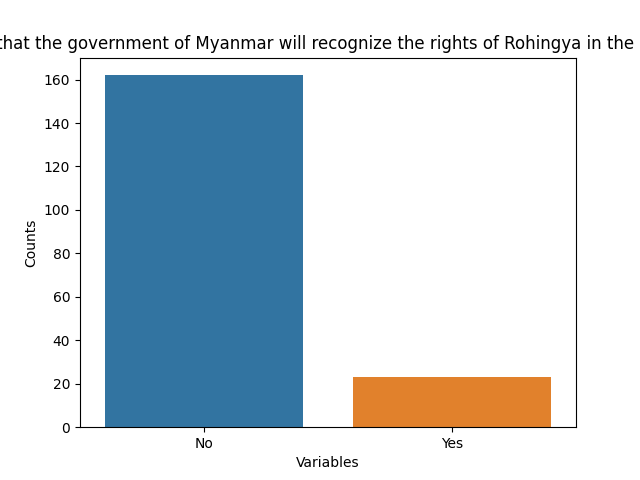 that the government of Myanmar will recognize the rights of Rohingya in the
160
140
120
100
80
60
40
20
0
Counts
No
Yes
Variables